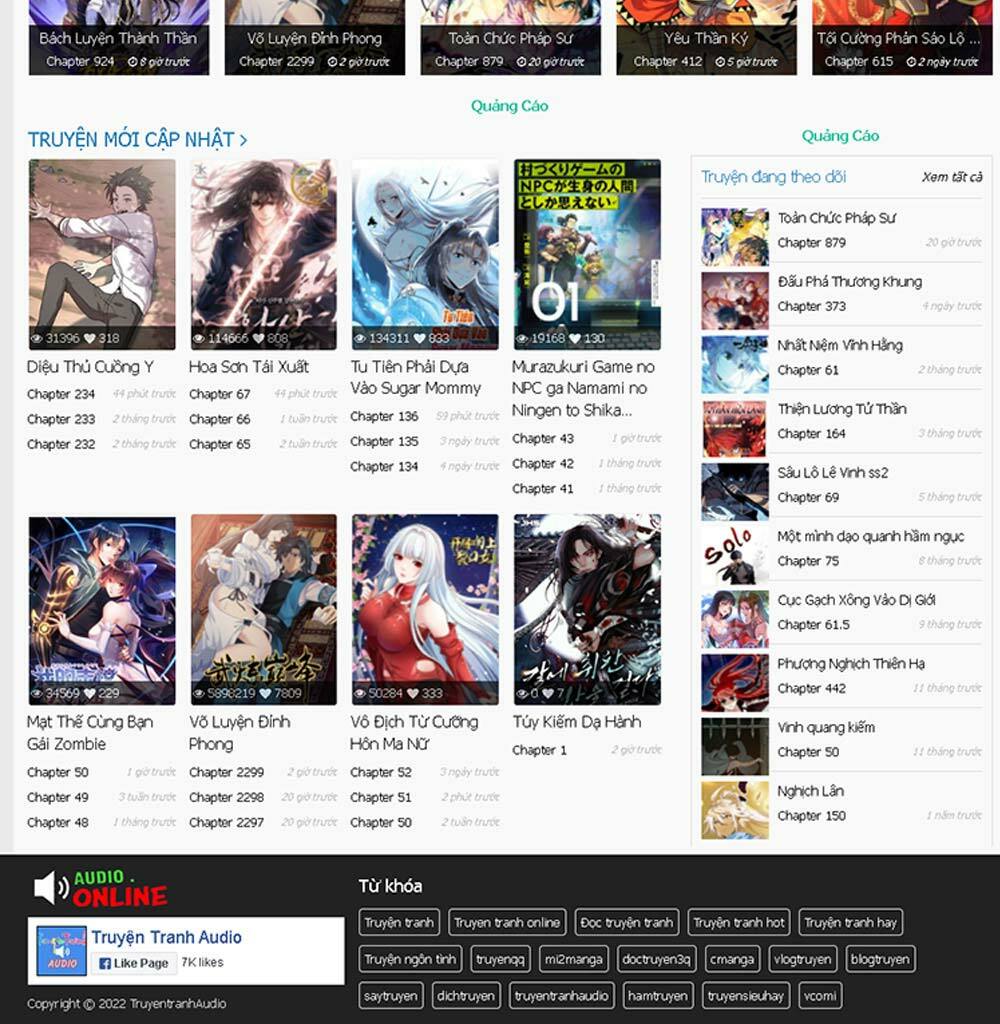 Bách Luyện Thành Thần
Chapter 924 8 giờ trước
Võ Luyện Đỉnh Phong
Chapter 2299 2 giờ trước
Toàn Chức Pháp Sư
Chapter 879 20 giờ trước
Yêu Thần Ký
Chapter 412 5 giờ trước
Tối Cường Phản Sáo Lộ ...
Chapter 615 2 ngày trước
Quảng Cáo
TRUYỆN MỚI CẬP NHẬT >
31396 318
Diệu Thủ Cuồng Y
Chapter 234 44 phút trước
Chapter 233 2 tháng trước
Chapter 232 2 tháng trước
114666 808
Hoa Sơn Tái Xuất
Chapter 67 44 phút trước
Chapter 66 1 tuần trước
Chapter 65 2 tuần trước
Tu Tiên
134311 833
Tu Tiên Phải Dựa
Vào Sugar Mommy
Chapter 136 59 phút trước
Chapter 135 3 ngày trước
Chapter 134 4 ngày trước
村づくりゲームの
NPCが生身の人間
としか思えない
01
19168 130
Murazukuri Game no
NPC ga Namami no
Ningen to Shika...
Chapter 43 1 giờ trước
Chapter 42 1 tháng trước
Chapter 41 1 tháng trước
34569 229
Mạt Thế Cùng Bạn
Gái Zombie
Chapter 50 1 giờ trước
Chapter 49 3 tuần trước
Chapter 48 1 tháng trước
武炼巅峰
5898219 7809
Võ Luyện Đỉnh
Phong
Chapter 2299 2 giờ trước
Chapter 2298 20 giờ trước
Chapter 2297 20 giờ trước
50284 333
Vô Địch Từ Cưỡng
Hôn Ma Nữ
Chapter 52 3 ngày trước
Chapter 51 2 phút trước
Chapter 50 2 tuần trước
0 7
Túy Kiếm Dạ Hành
Chapter 1 2 giờ trước
Quảng Cáo
Truyện đang theo dõi Xem tất cả
Toàn Chức Pháp Sư
Chapter 879 20 giờ trước
Đấu Phá Thương Khung
Chapter 373 4 ngày trước
Nhất Niệm Vĩnh Hằng
Chapter 61 2 tháng trước
Thiện Lương Tử Thần
Chapter 164 3 tháng trước
Sâu Lô Lê Vinh ss2
Chapter 69 5 tháng trước
Solo
Một mình dạo quanh hầm ngục
Chapter 75 8 tháng trước
Cục Gạch Xông Vào Dị Giới
Chapter 61.5 9 tháng trước
Phượng Nghịch Thiên Hạ
Chapter 442 11 tháng trước
Vinh quang kiếm
Chapter 50 11 tháng trước
Nghịch Lân
Chapter 150 1 năm trước
AUDIO .
ONLINE
AUDIO
Truyện Tranh Audio
Like Page 7K likes
Copyright © 2022 TruyentranhAudio
Từ khóa
Truyện tranh Truyen tranh online Đọc truyện tranh Truyện tranh hot Truyện tranh hay
Truyện ngôn tình truyenqq mi2manga doctruyen3q cmanga vlogtruyen blogtruyen
saytruyen dichtruyen truyentranhaudio hamtruyen truyensieuhay vcomi